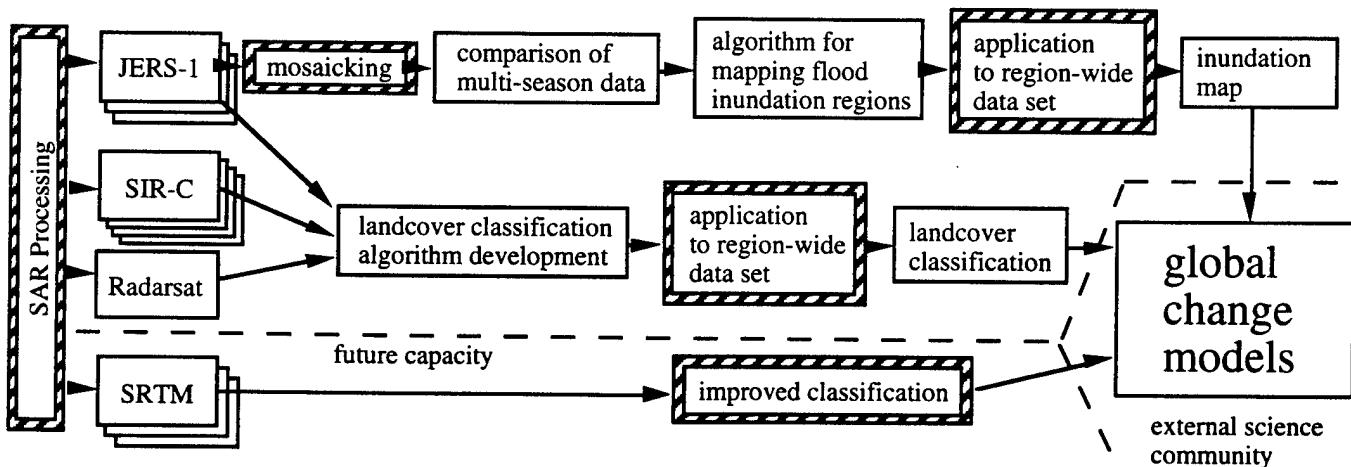 SAR Processing
JERS-1
mosaicking
comparison of
multi-season data
algorithm for
mapping flood
inundation regions
application
to region-wide
data set
inundation
map
SIR-C
Radarsat
landcover classification
algorithm development
application
to region-wide
data set
landcover
classification
global
change
models
future capacity
SRTM
improved classification
external science
community